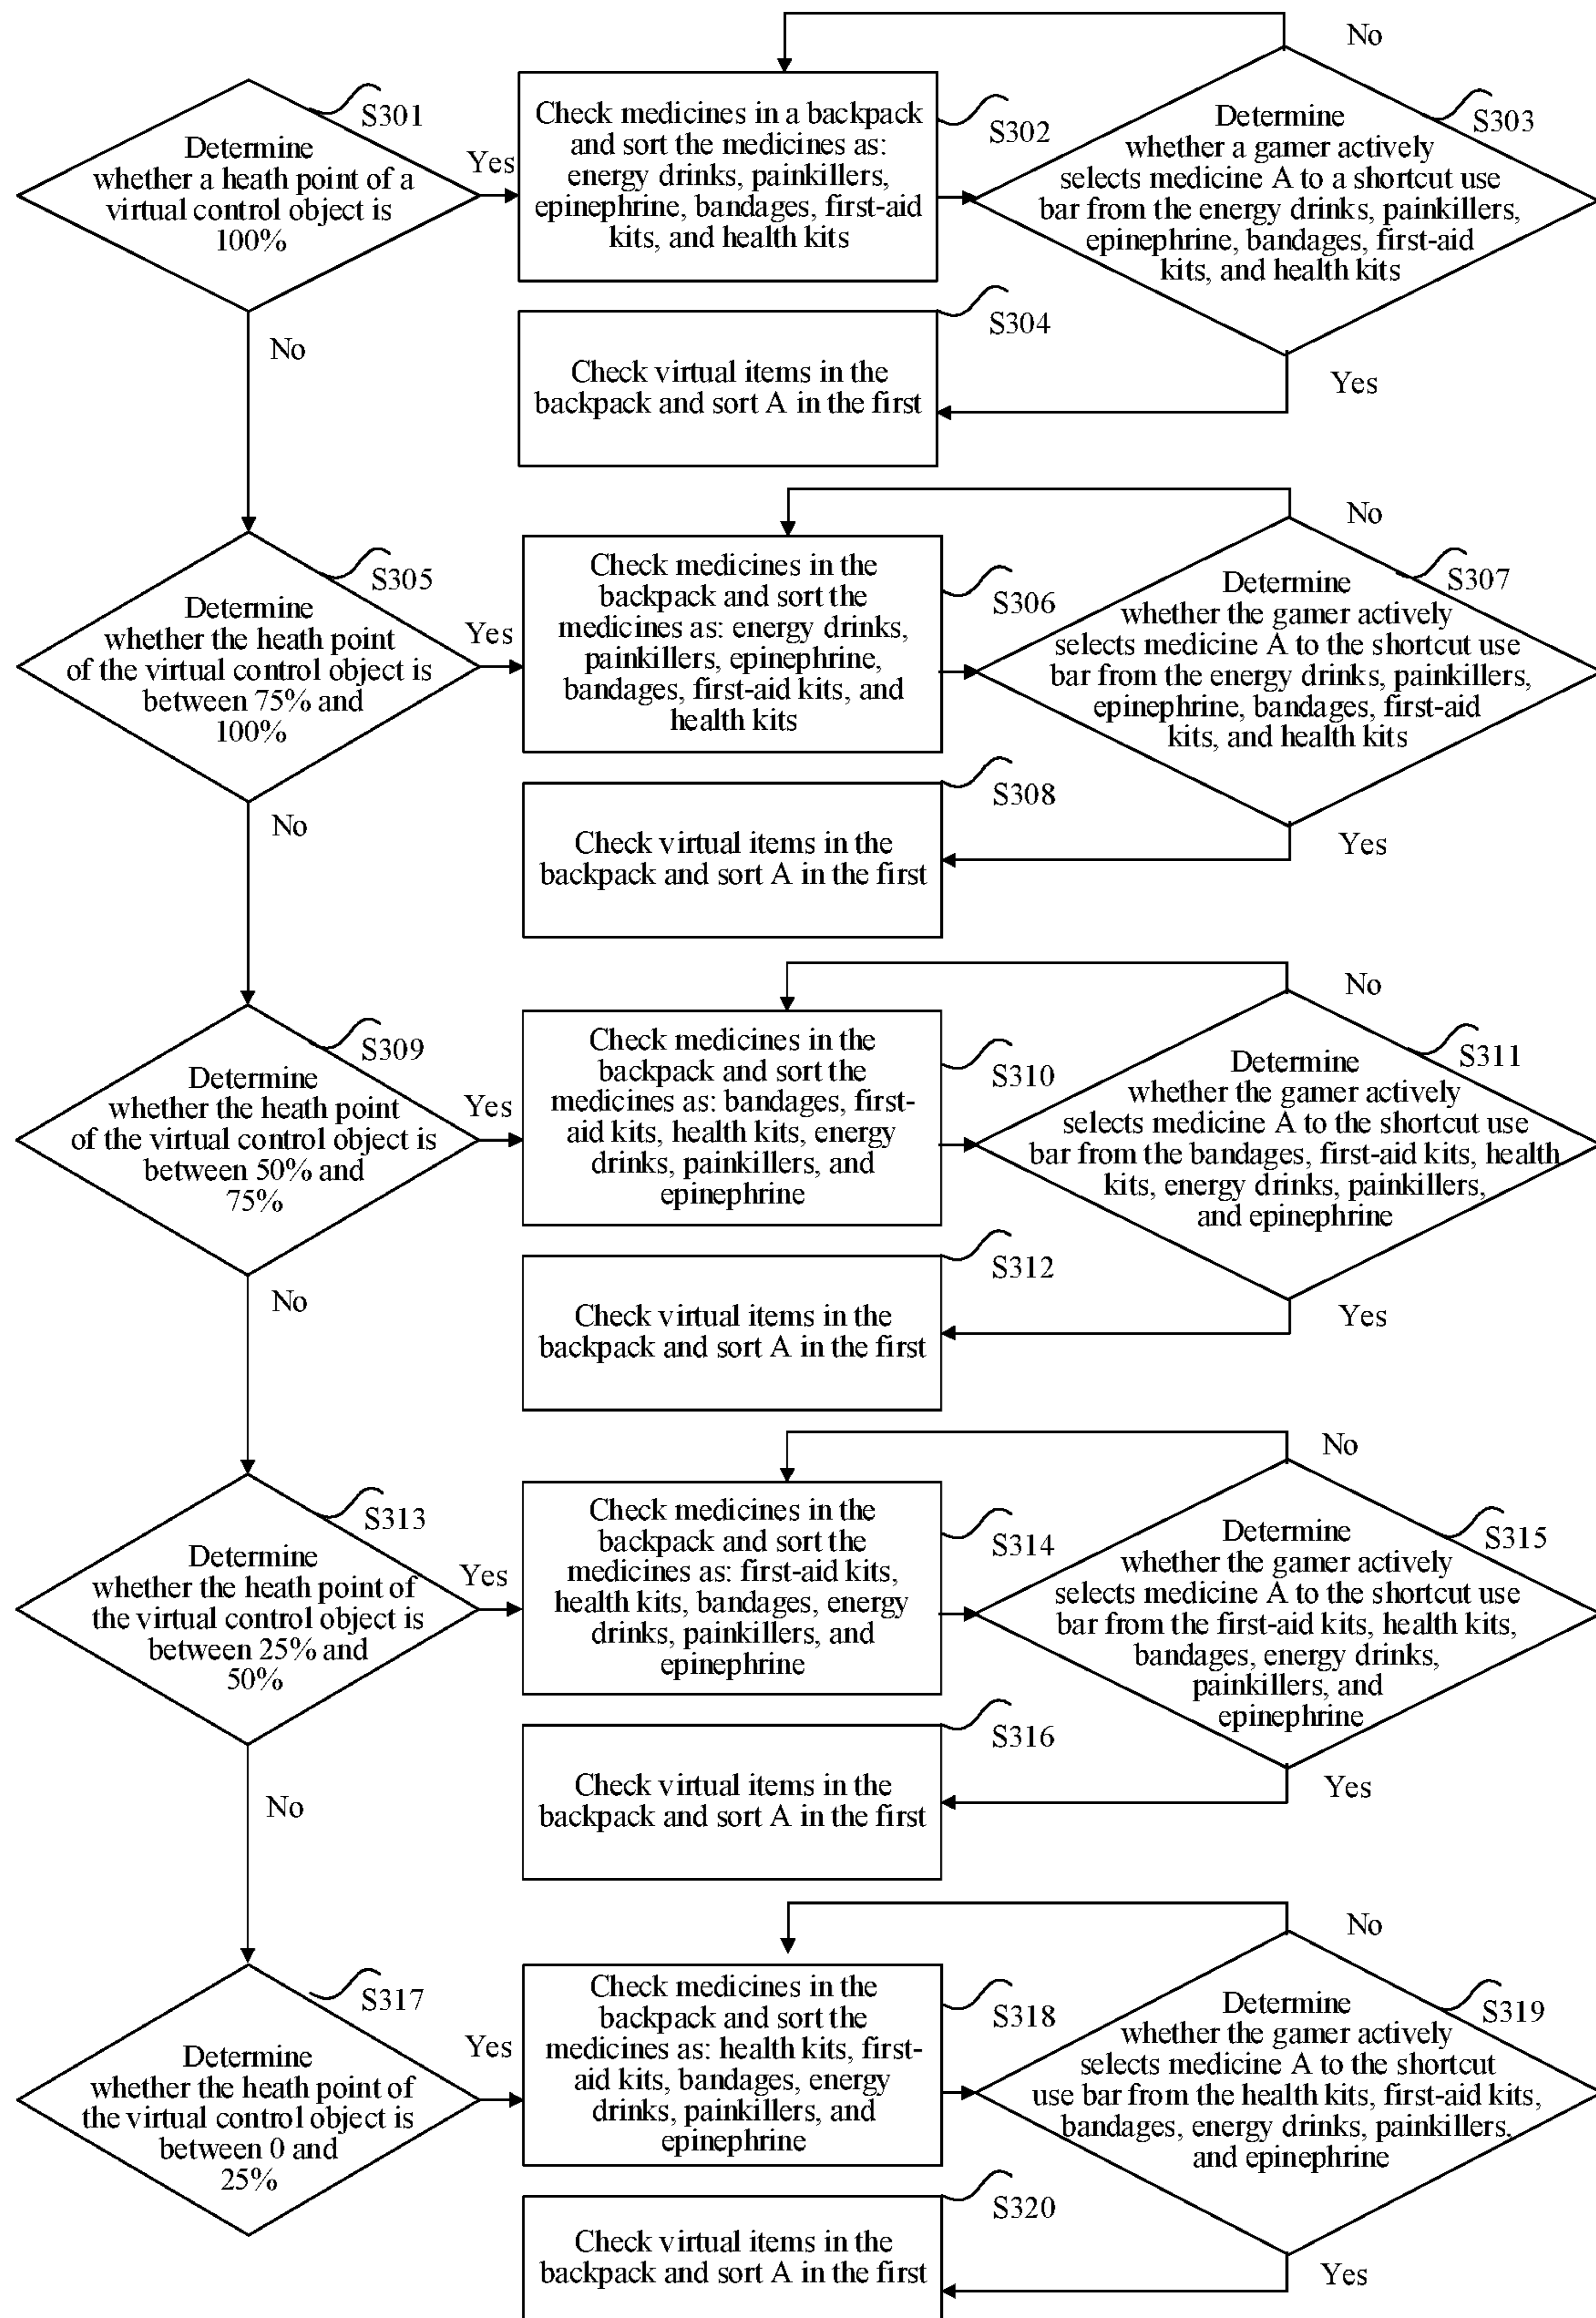 No
S301
Determine
whether a heath point of a
virtual control object is
100%
Yes
Check medicines in a backpack
and sort the medicines as:
energy drinks, painkillers,
epinephrine, bandages, first-aid
kits, and health kits
S302
Determine
whether a gamer actively
selects medicine A to a shortcut use
bar from the energy drinks, painkillers,
epinephrine, bandages, first-aid
kits, and health kits
S303
S304
Check virtual items in the
backpack and sort A in the first
Yes
No
No
S305
Determine
whether the heath point
of the virtual control object is
between 75% and
100%
Yes
Check medicines in the
backpack and sort the
medicines as: energy drinks,
painkillers, epinephrine,
bandages, first-aid kits, and
health kits
S306
Determine
whether the gamer actively
selects medicine A to the shortcut use
bar from the energy drinks, painkillers,
epinephrine, bandages, first-aid
kits, and health kits
S307
S308
Check virtual items in the
backpack and sort A in the first
Yes
No
No
S309
Determine
whether the heath point
of the virtual control object is
between 50% and
75%
Yes
Check medicines in the
backpack and sort the
medicines as: bandages, first-
aid kits, health kits, energy
drinks, painkillers, and
epinephrine
S310
Determine
whether the gamer actively
selects medicine A to the shortcut use
bar from the bandages, first-aid kits, health
kits, energy drinks, painkillers,
and epinephrine
S311
S312
Check virtual items in the
backpack and sort A in the first
Yes
No
No
S313
Determine
whether the heath point of
the virtual control object is
between 25% and
50%
Yes
Check medicines in the
backpack and sort the
medicines as: first-aid kits,
health kits, bandages, energy
drinks, painkillers, and
epinephrine
S314
Determine
whether the gamer actively
selects medicine A to the shortcut use
bar from the first-aid kits, health kits,
bandages, energy drinks,
painkillers, and
epinephrine
S315
S316
Check virtual items in the
backpack and sort A in the first
Yes
No
No
S317
Determine
whether the heath point of
the virtual control object is
between 0 and
25%
Yes
Check medicines in the
backpack and sort the
medicines as: health kits, first-
aid kits, bandages, energy
drinks, painkillers, and
epinephrine
S318
Determine
whether the gamer actively
selects medicine A to the shortcut
use bar from the health kits, first-aid kits,
bandages, energy drinks, painkillers,
and epinephrine
S319
S320
Check virtual items in the
backpack and sort A in the first
Yes